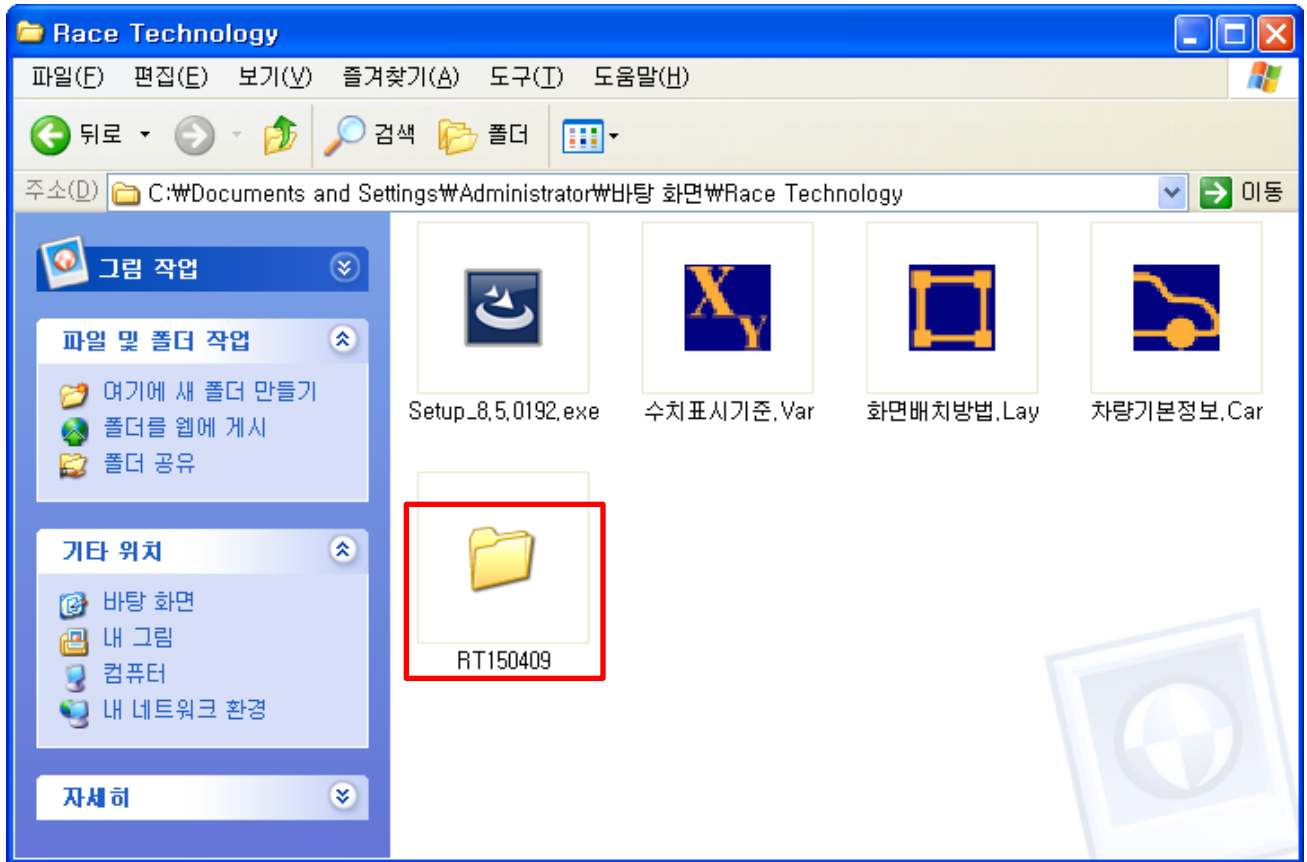 Race Technology
파일(F) 편집(E) 보기(V) 즐겨찾기(A) 도구(T) 도움말(H)
뒤로 검색 폴더
주소(D) C:₩Documents and Settings₩Administrator₩바탕 화면₩Race Technology 이동
그림 작업
파일 및 폴더 작업
여기에 새 폴더 만들기
폴더를 웹에 게시
폴더 공유
기타 위치
바탕 화면
내 그림
컴퓨터
내 네트워크 환경
자세히
X Y
Setup_8.5.0192.exe 수치표시기준.Var 화면배치방법.Lay 차량기본정보.Car
RT150409